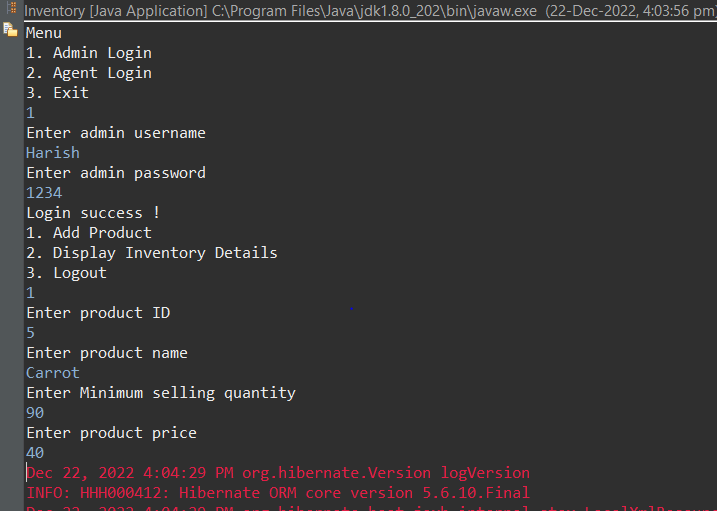 Inventory [Java Application] C:\Program Files\Java\jdk1.8.0_202\bin\javaw.exe (22-Dec-2022, 4:03:56 pm)
Menu
1. Admin Login
2. Agent Login
3. Exit
1
Enter admin username
Harish
Enter admin password
1234
Login success !
1. Add Product
2. Display Inventory Details
3. Logout
1
Enter product ID
5
Enter product name
Carrot
Enter Minimum selling quantity
90
Enter product price
40
Dec 22, 2022 4:04:29 PM org.hibernate.Version logVersion
INFO: HHH000412: Hibernate ORM core version 5.6.10.Final